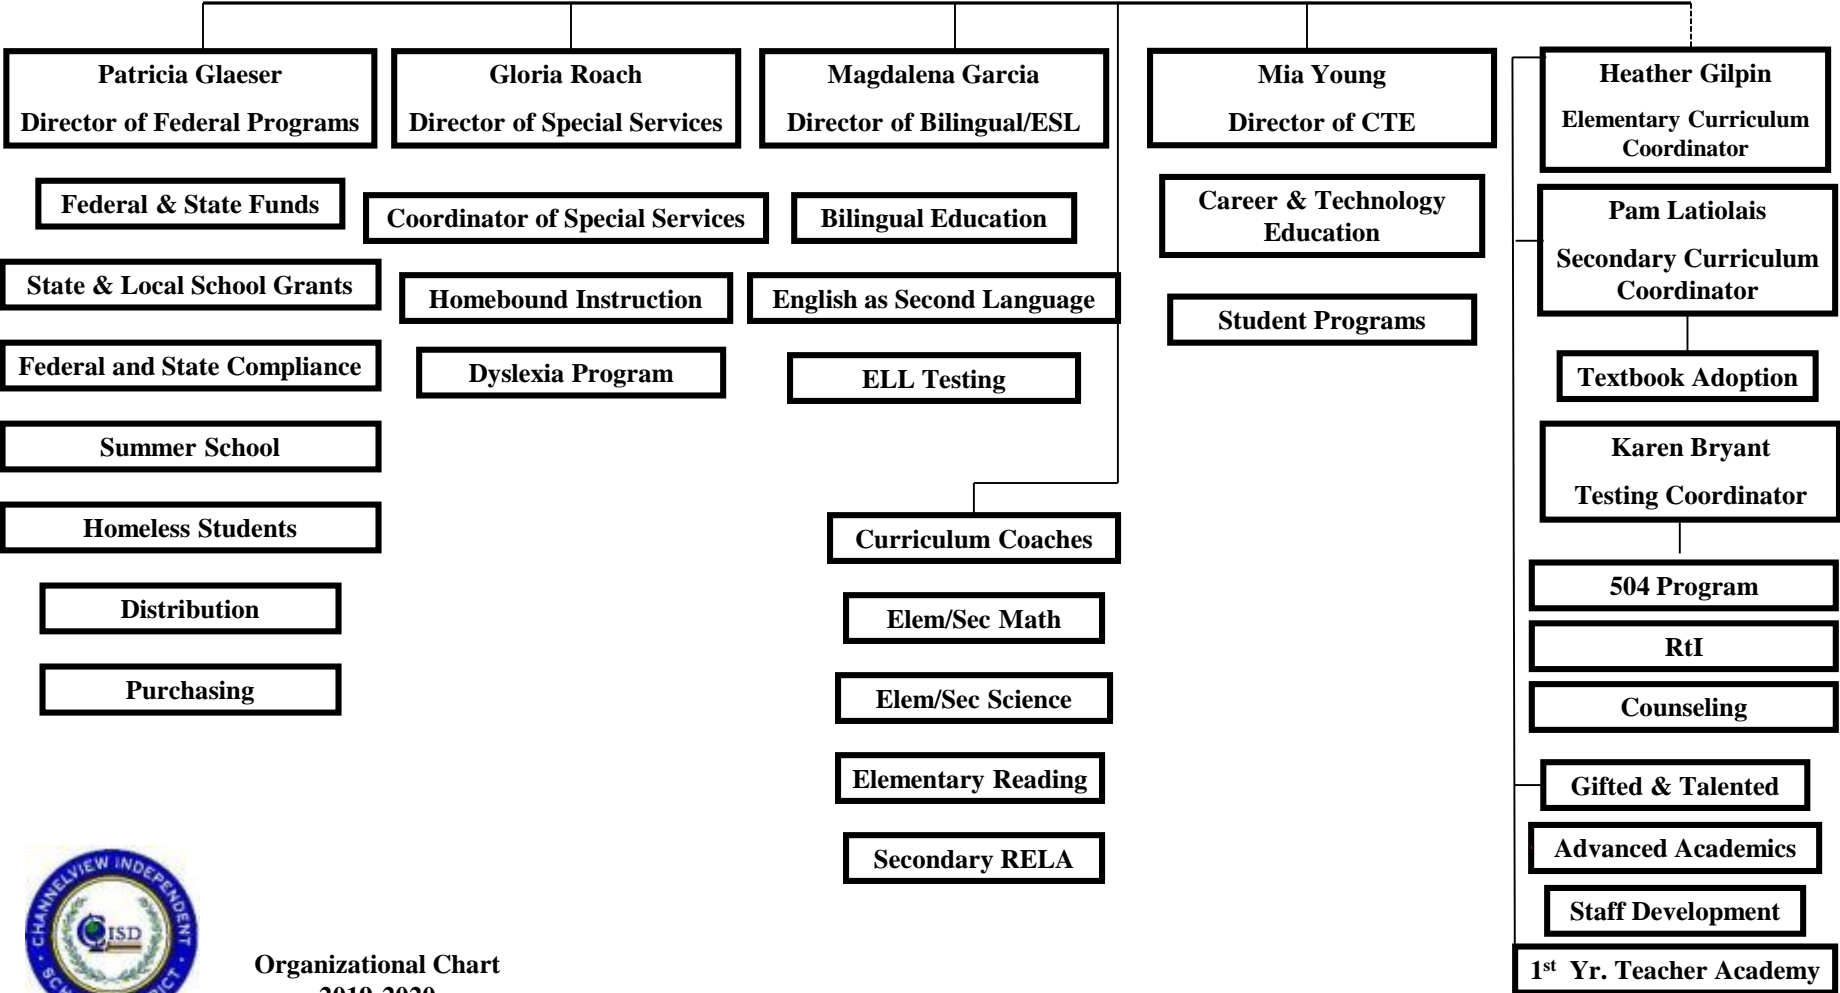 Patricia Glaeser
Director of Federal Programs
Federal & State Funds
State & Local School Grants
Federal and State Compliance
Summer School
Homeless Students
Distribution
Purchasing
Gloria Roach
Director of Special Services
Coordinator of Special Services
Homebound Instruction
Dyslexia Program
Magdalena Garcia
Director of Bilingual/ESL
Bilingual Education
English as Second Language
ELL Testing
Curriculum Coaches
Elem/Sec Math
Elem/Sec Science
Elementary Reading
Secondary RELA
Mia Young
Director of CTE
Career & Technology
Education
Student Programs
Heather Gilpin
Elementary Curriculum
Coordinator
Pam Latiolais
Secondary Curriculum
Coordinator
Textbook Adoption
Karen Bryant
Testing Coordinator
504 Program
RtI
Counseling
Gifted & Talented
Advanced Academics
Staff Development
1st Yr. Teacher Academy
CHANNELVIEW INDEPENDENT
CISD
Organizational Chart
2019-2020